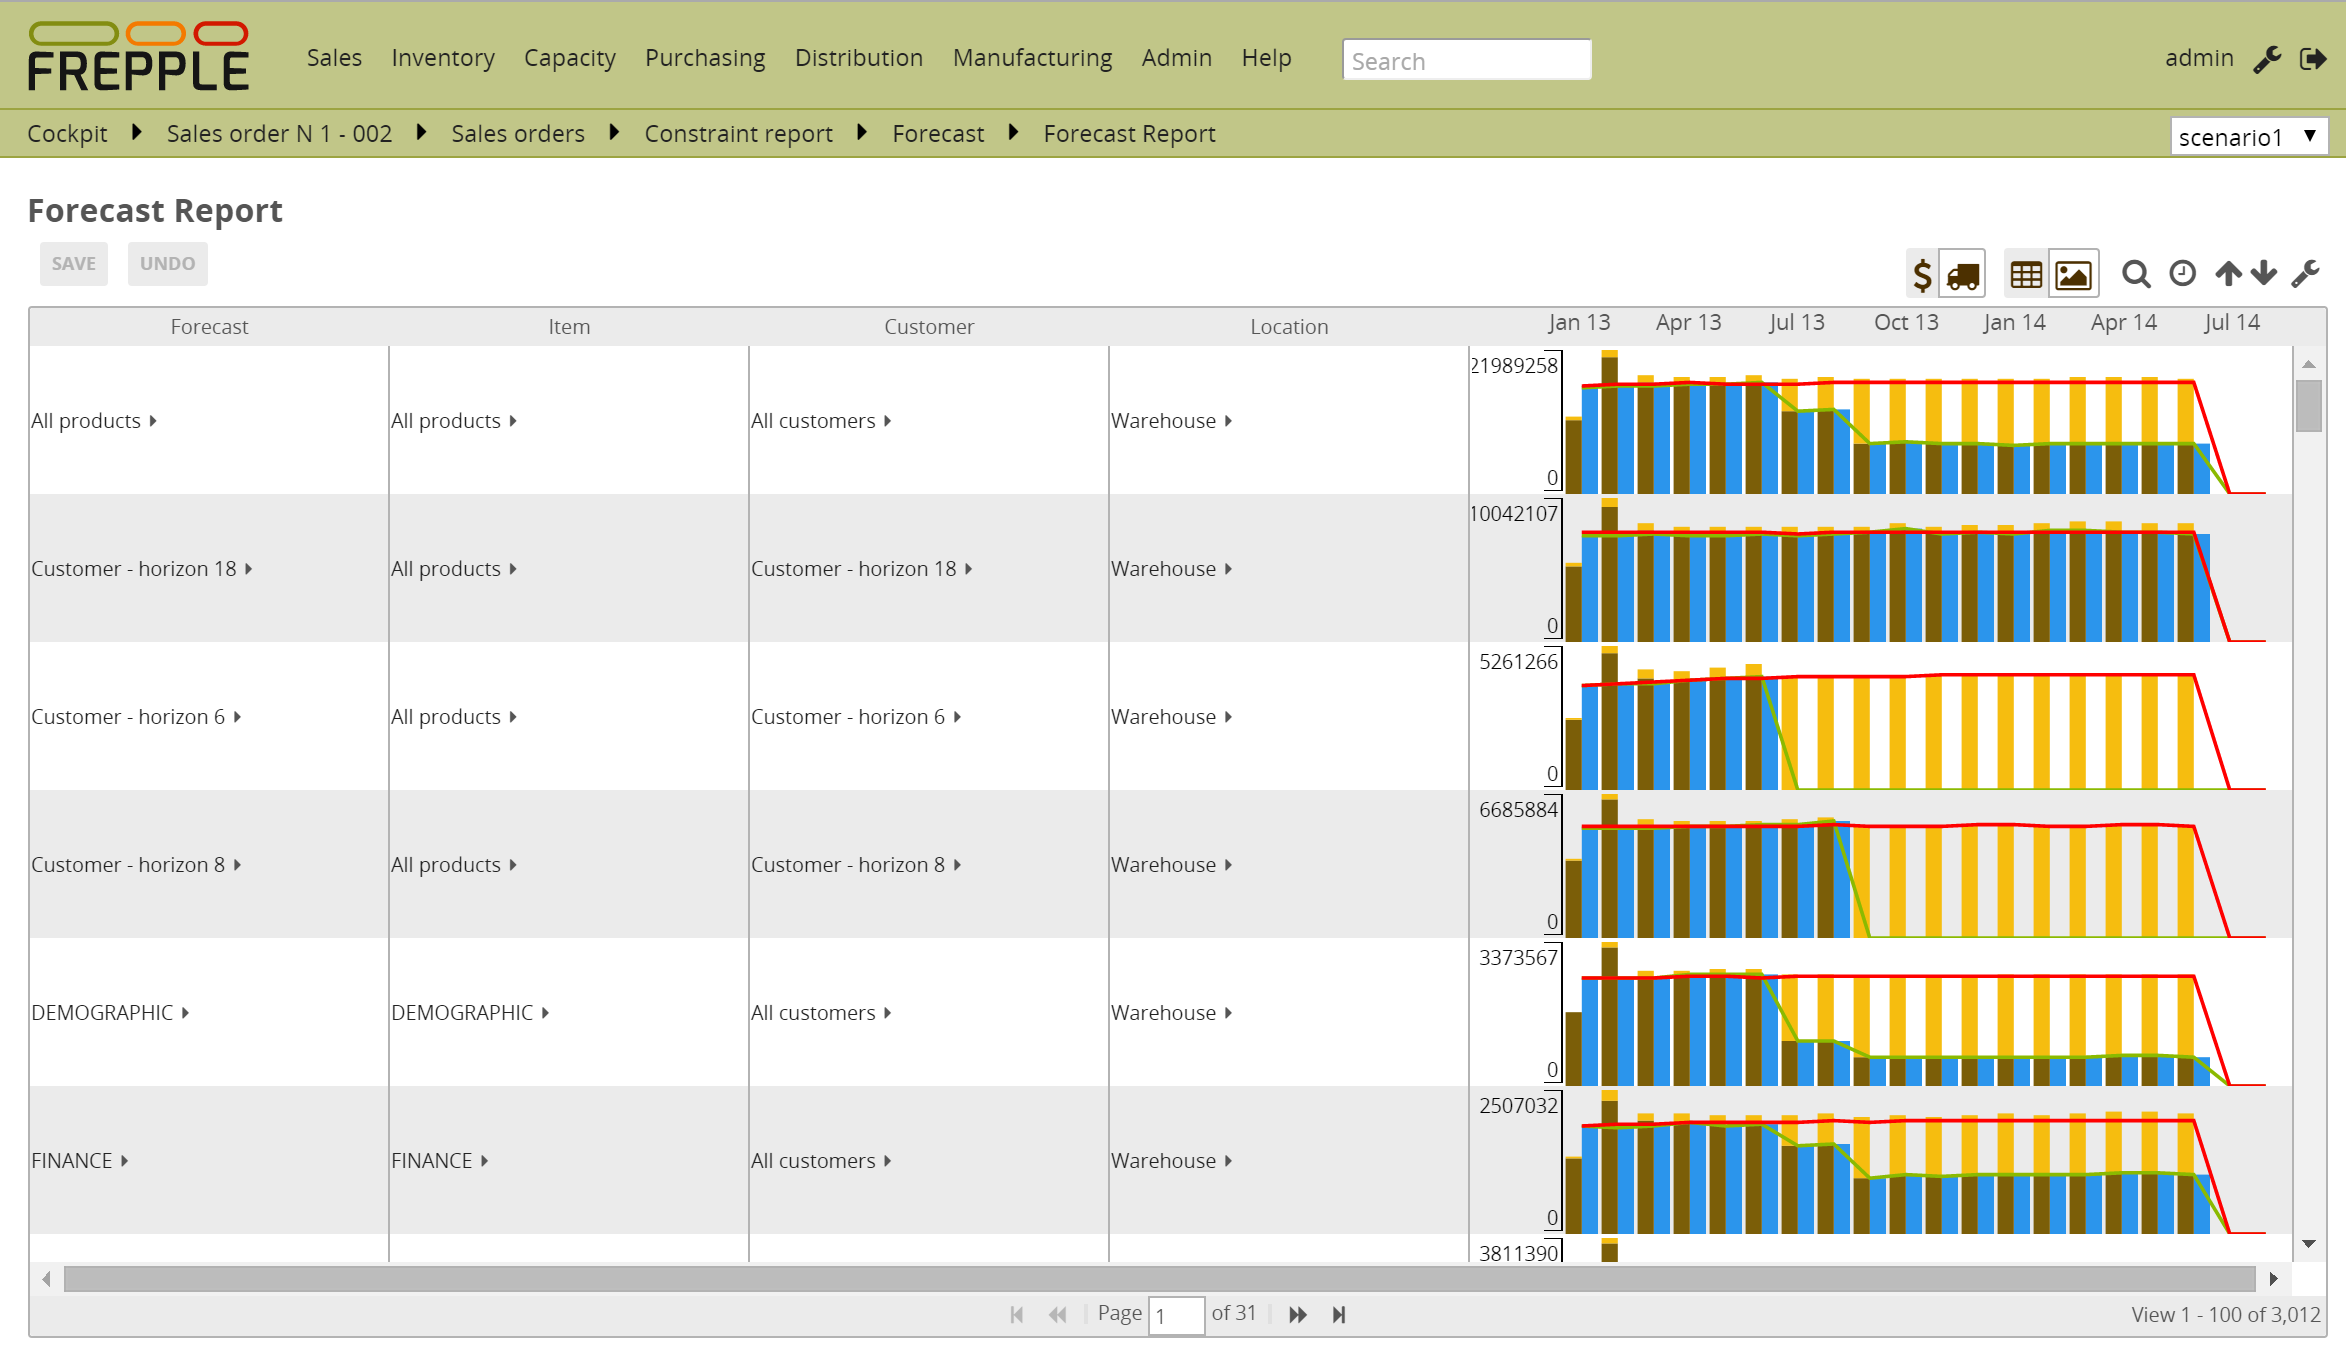 FREPPLE Sales Inventory Capacity Purchasing Distribution Manufacturing Admin Help Search admin
Cockpit Sales order N 1 - 002 Sales orders Constraint report Forecast Forecast Report scenario1
Forecast Report
SAVE UNDO $
Forecast Item Customer Location Jan 13 Apr 13 Jul 13 Oct 13 Jan 14 Apr 14 Jul 14
21989258
All products All products All customers Warehouse
0
10042107
Customer - horizon 18 All products Customer - horizon 18 Warehouse
0
5261266
Customer - horizon 6 All products Customer - horizon 6 Warehouse
0
6685884
Customer - horizon 8 All products Customer - horizon 8 Warehouse
0
3373567
DEMOGRAPHIC DEMOGRAPHIC All customers Warehouse
0
2507032
FINANCE FINANCE All customers Warehouse
0
3811390
Page 1 of 31 View 1 - 100 of 3,012